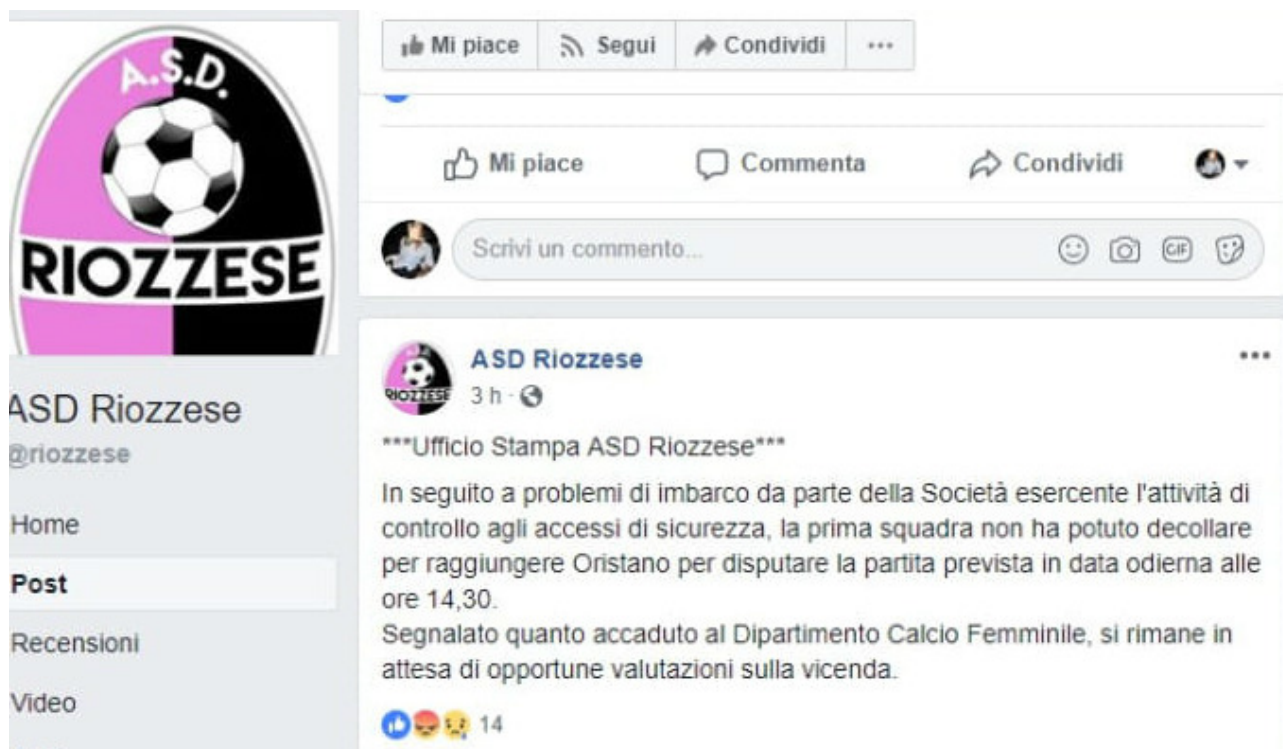 A.S.D.
RIOZZESE
ASD Riozzese
@riozzese
Home
Post
Recensioni
Video
Mi piace
Segui
Condividi
Mi piace
Commenta
Condividi
Scrivi un commento...
GIF
RIOZZESE
ASD Riozzese
3 h ·
***Ufficio Stampa ASD Riozzese***
In seguito a problemi di imbarco da parte della Società esercente l'attività di
controllo agli accessi di sicurezza, la prima squadra non ha potuto decollare
per raggiungere Oristano per disputare la partita prevista in data odierna alle
ore 14,30.
Segnalato quanto accaduto al Dipartimento Calcio Femminile, si rimane in
attesa di opportune valutazioni sulla vicenda.
14